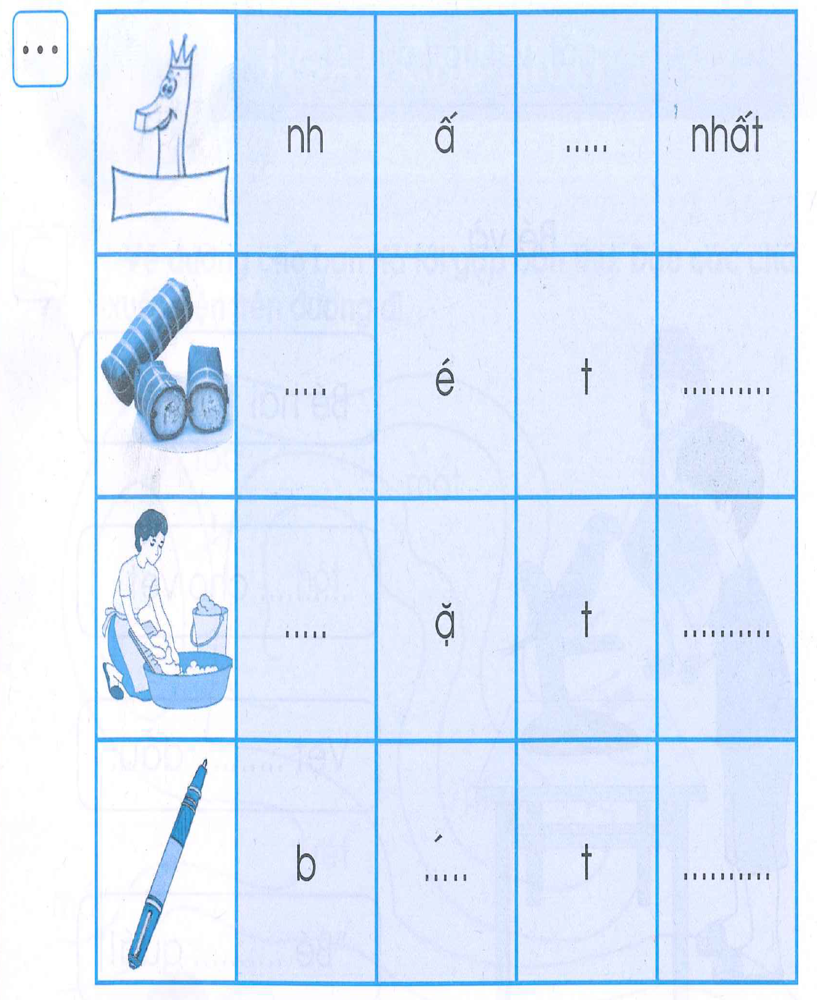 ...
nh ấ ..... nhất
..... é t ..........
..... ặ t ..........
b .....́ t ..........